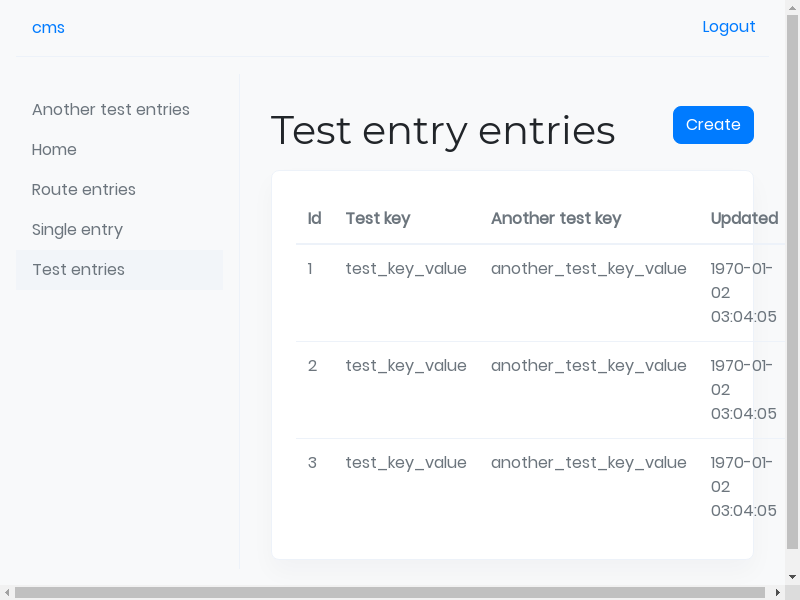 cms
Logout
Another test entries
Home
Route entries
Single entry
Test entries
Test entry entries
Create
Id Test key Another test key Updated
1 test_key_value another_test_key_value 1970-01-
02
03:04:05
2 test_key_value another_test_key_value 1970-01-
02
03:04:05
3 test_key_value another_test_key_value 1970-01-
02
03:04:05